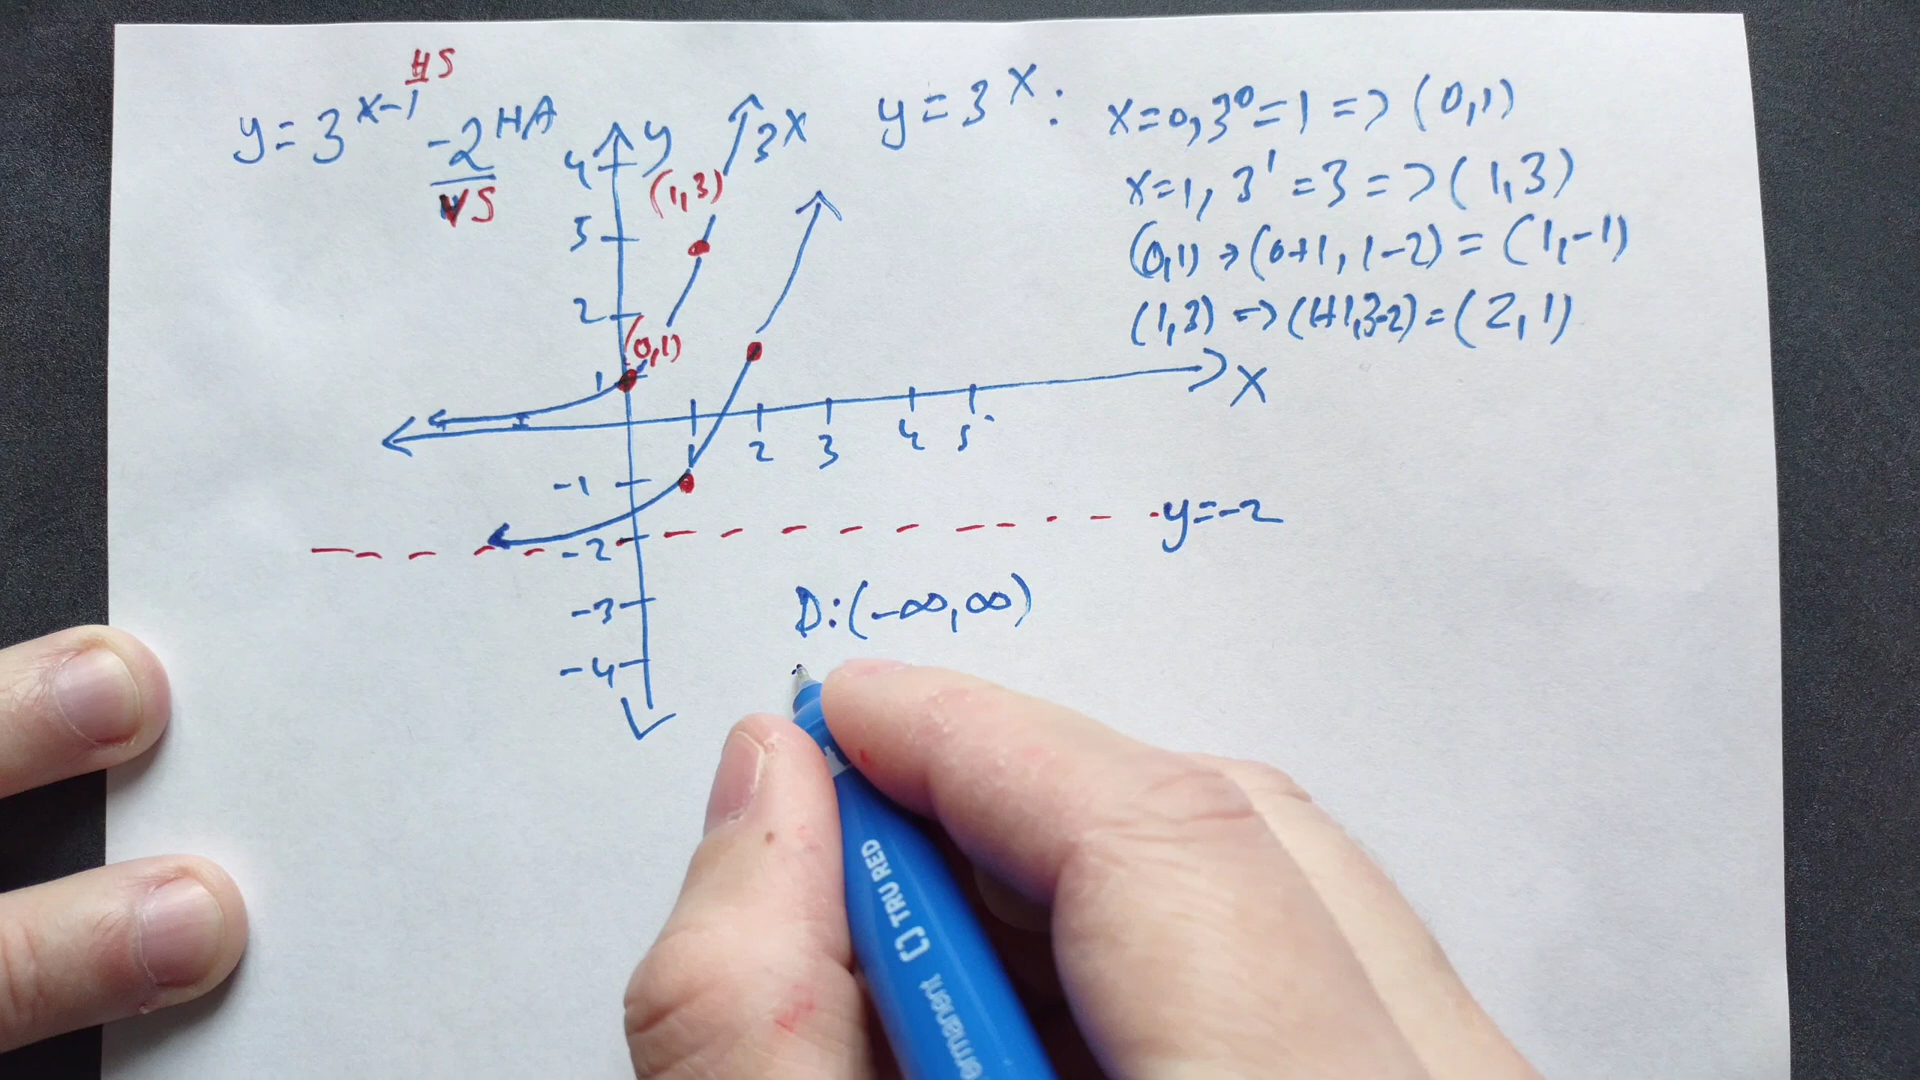 HS
y=3^(x-1) -2 HA
VS
y=3^x: x=0, 3^0=1 => (0,1)
x=1, 3^1=3 => (1,3)
(0,1) → (0+1, 1-2) = (1,-1)
(1,3) => (1+1,3-2) = (2,1)
y
3^x
(1,3)
(0,1)
4
3
2
1
x
1 2 3 4 5
-1
-2
-3
-4
y=-2
D:(-∞,∞)
TRU RED